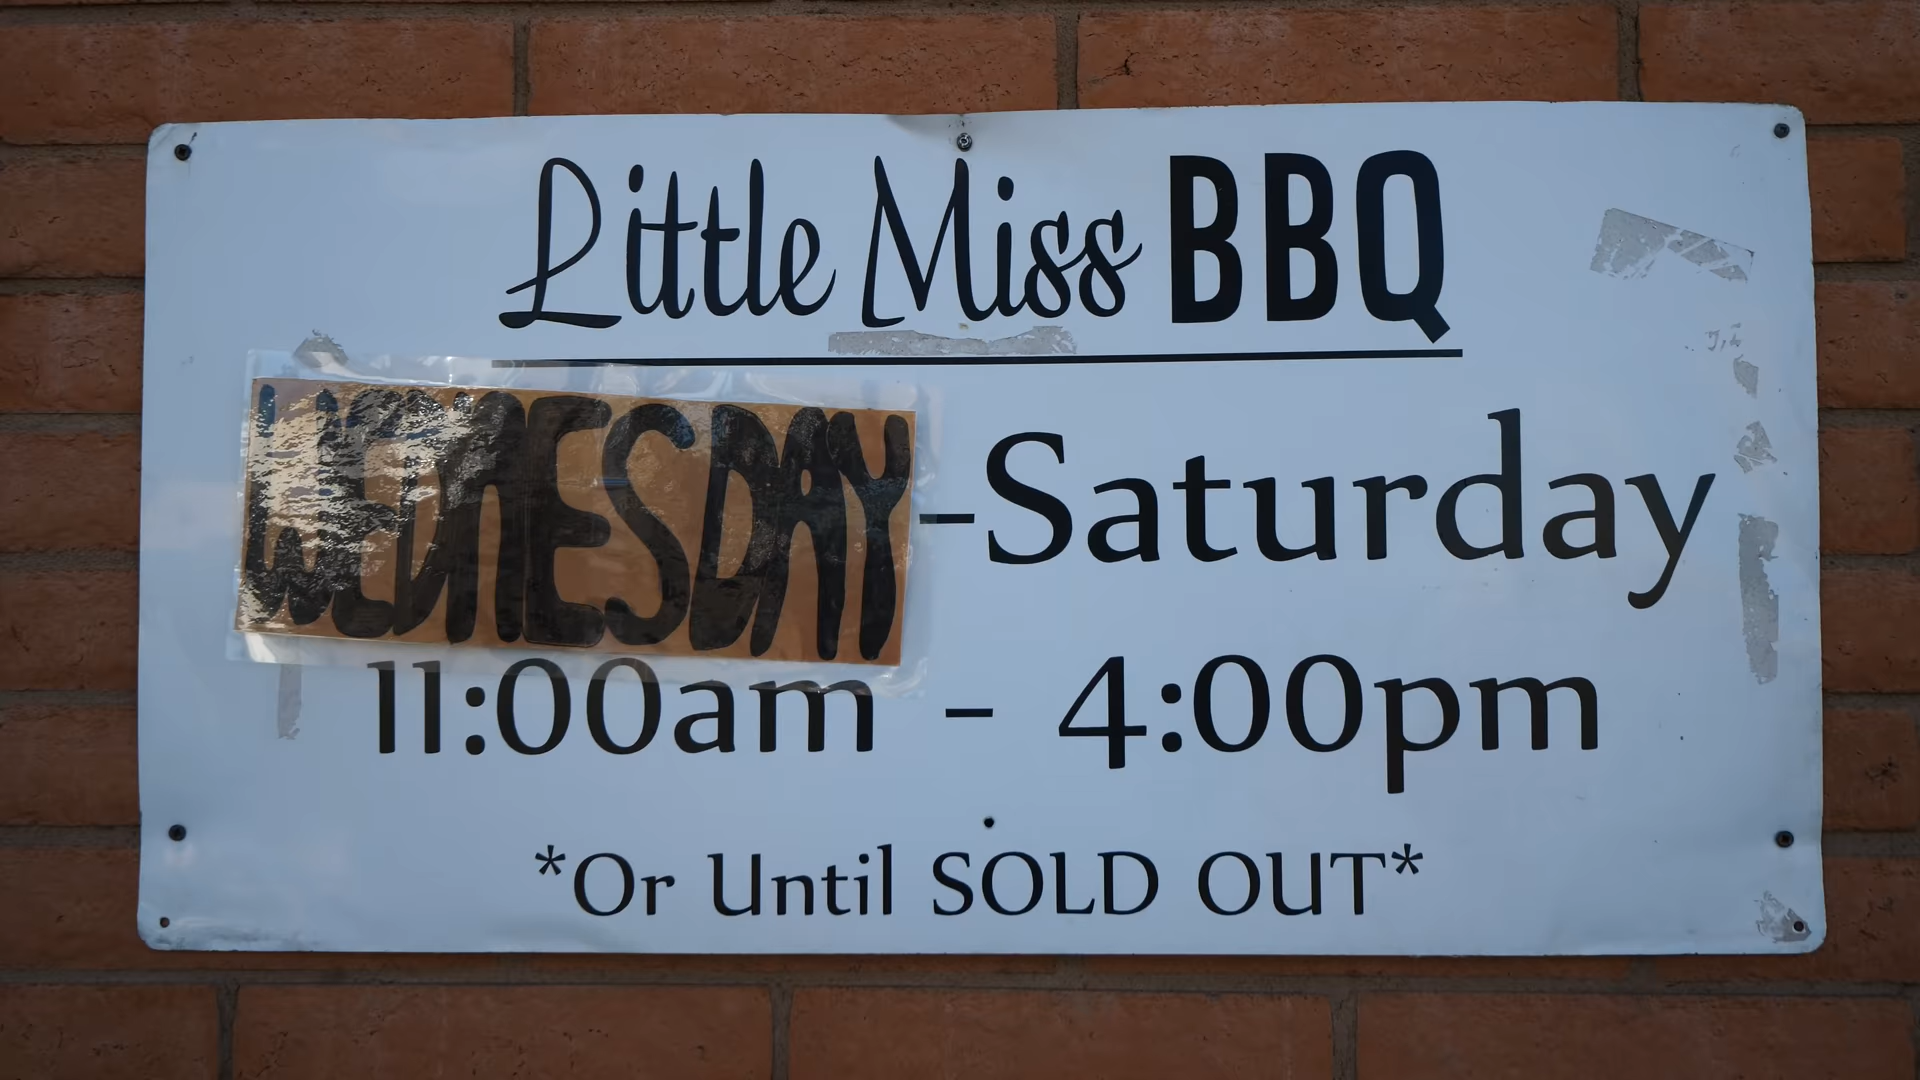 Little Miss BBQ
WEDNESDAY-Saturday
11:00am - 4:00pm
*Or Until SOLD OUT*